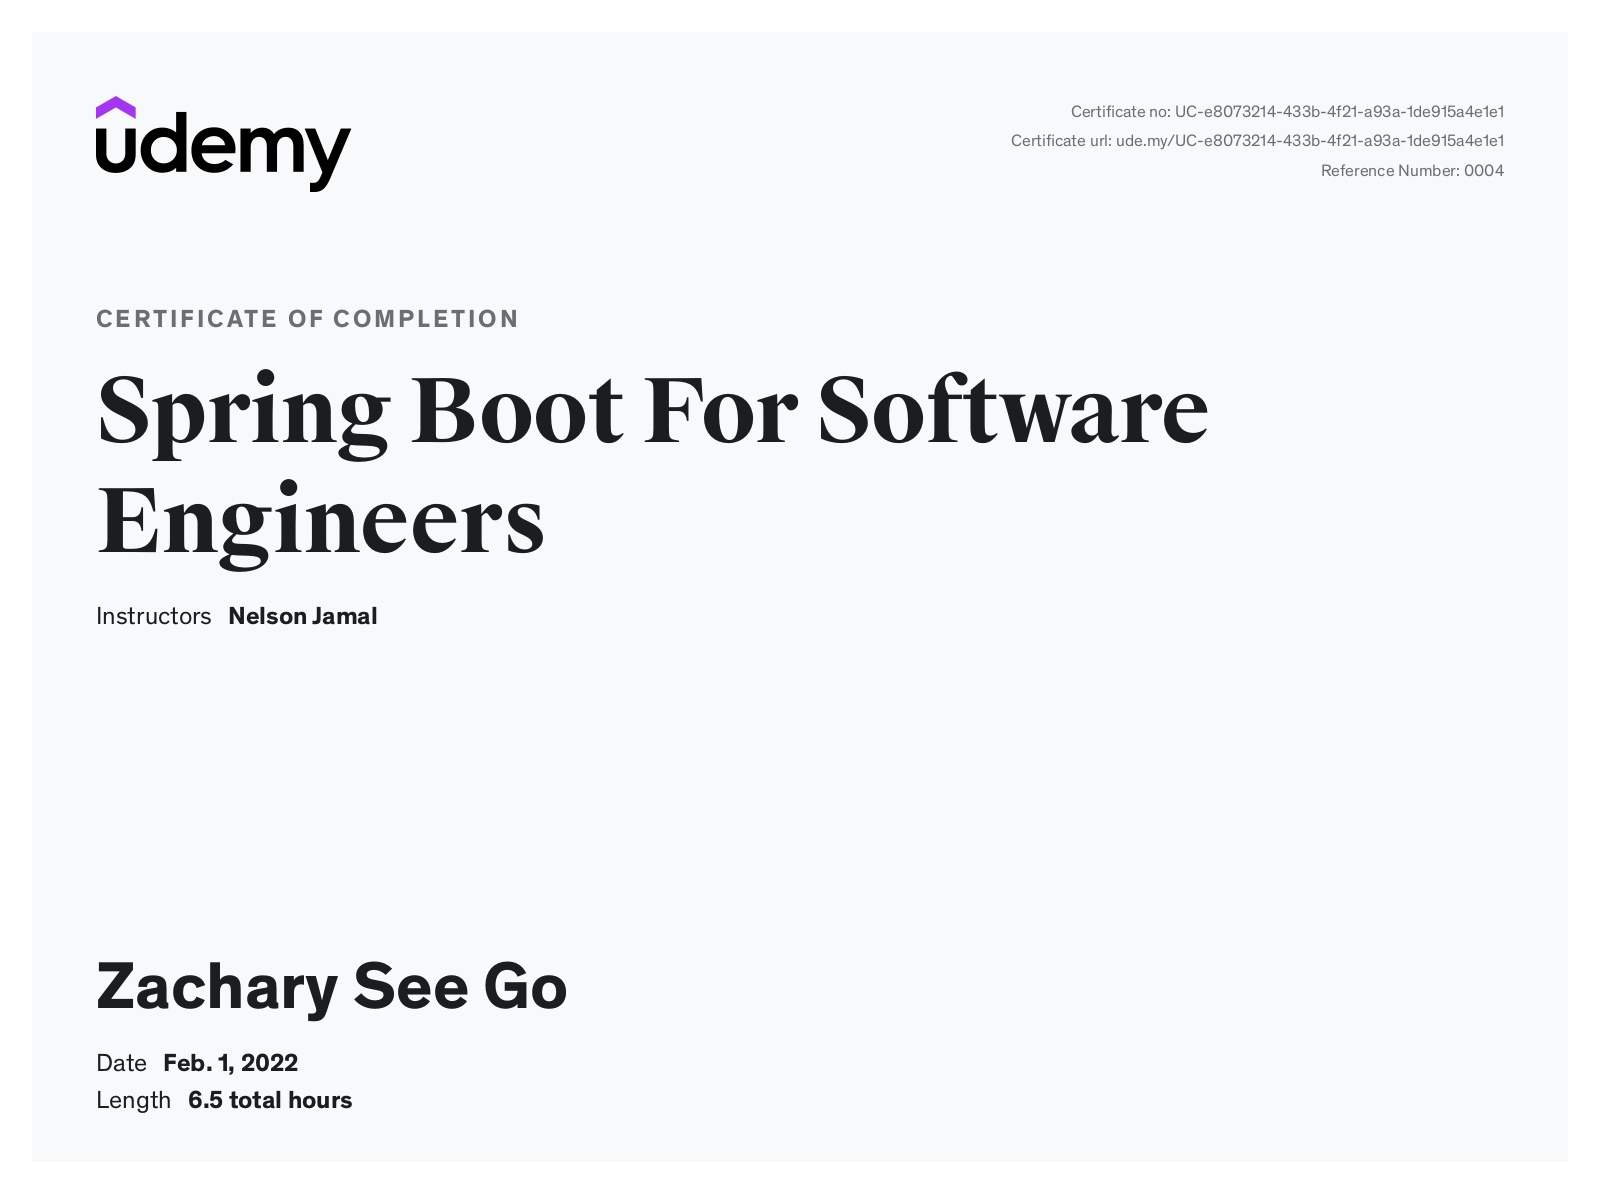 udemy
Certificate no: UC-e8073214-433b-4f21-a93a-1de915a4e1e1
Certificate url: ude.my/UC-e8073214-433b-4f21-a93a-1de915a4e1e1
Reference Number: 0004
CERTIFICATE OF COMPLETION
Spring Boot For Software
Engineers
Instructors Nelson Jamal
Zachary See Go
Date Feb. 1, 2022
Length 6.5 total hours